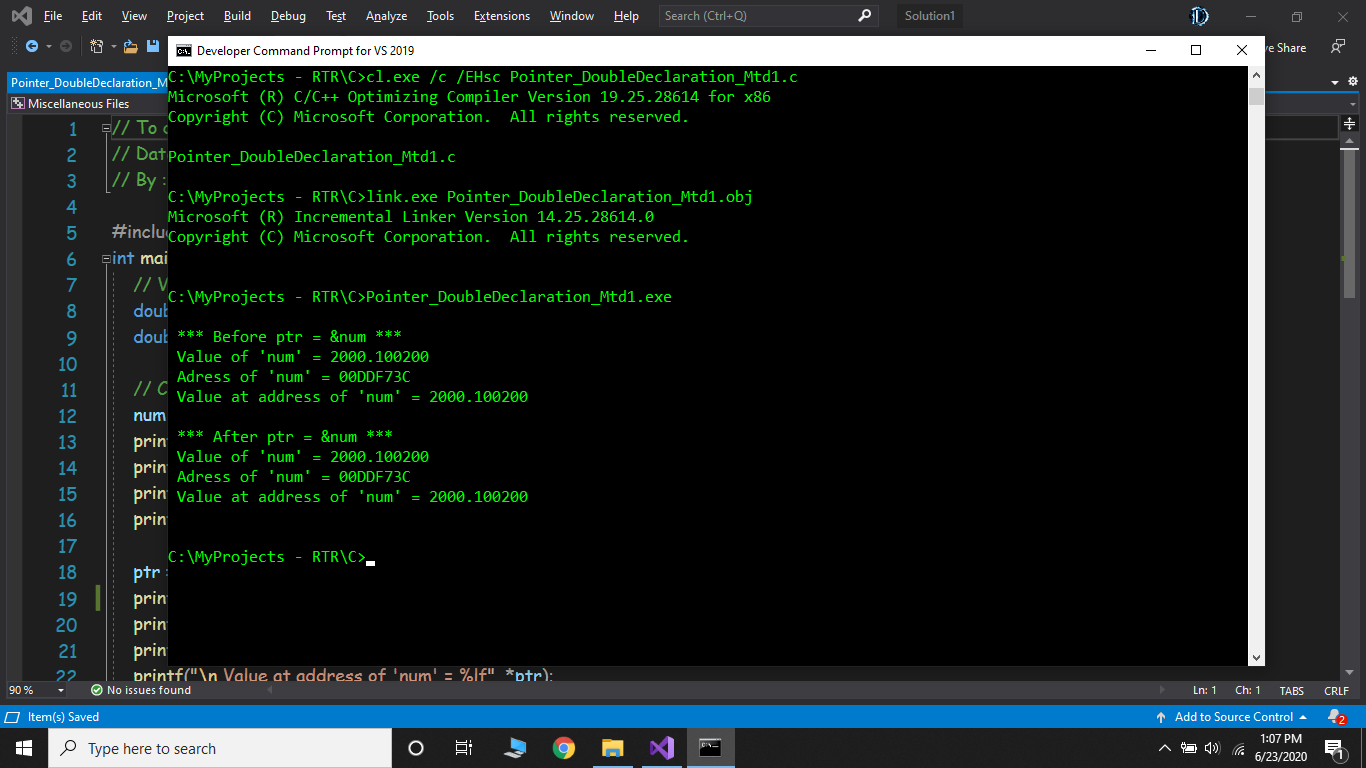 File Edit View Project Build Debug Test Analyze Tools Extensions Window Help Search (Ctrl+Q) Solution1
Developer Command Prompt for VS 2019
ve Share
Pointer_DoubleDeclaration_M
Miscellaneous Files
C:\MyProjects - RTR\C>cl.exe /c /EHsc Pointer_DoubleDeclaration_Mtd1.c
Microsoft (R) C/C++ Optimizing Compiler Version 19.25.28614 for x86
Copyright (C) Microsoft Corporation.  All rights reserved.
Pointer_DoubleDeclaration_Mtd1.c
C:\MyProjects - RTR\C>link.exe Pointer_DoubleDeclaration_Mtd1.obj
Microsoft (R) Incremental Linker Version 14.25.28614.0
Copyright (C) Microsoft Corporation.  All rights reserved.
C:\MyProjects - RTR\C>Pointer_DoubleDeclaration_Mtd1.exe
*** Before ptr = &num ***
Value of 'num' = 2000.100200
Adress of 'num' = 00DDF73C
Value at address of 'num' = 2000.100200
*** After ptr = &num ***
Value of 'num' = 2000.100200
Adress of 'num' = 00DDF73C
Value at address of 'num' = 2000.100200
C:\MyProjects - RTR\C>
1 // To
2 // Dat
3 // By :
4
5 #includ
6 int mai
7 // V
8 doub
9 doub
10
11 // C
12 num
13 print
14 print
15 print
16 print
17
18 ptr
19 print
20 print
21 print
22 printf("\n Value at address of 'num' = %lf" *ptr);
90 % No issues found Ln: 1 Ch: 1 TABS CRLF
Item(s) Saved Add to Source Control 2
Type here to search 1:07 PM
6/23/2020 1